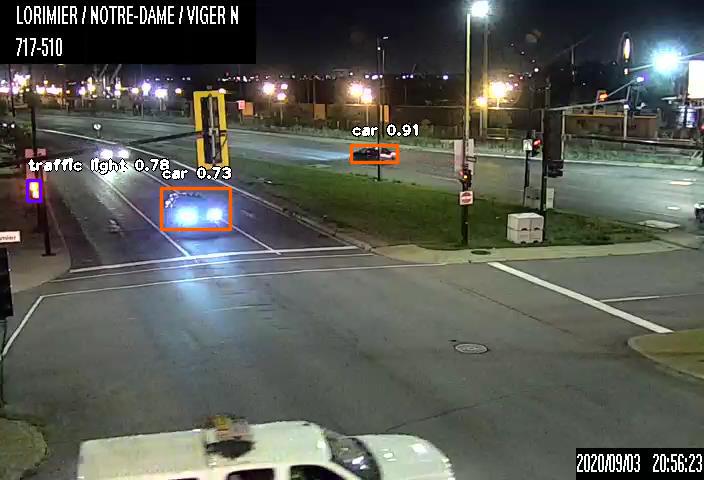 LORIMIER / NOTRE-DAME / VIGER N
717-510
car 0.91
traffic light 0.78
car 0.73
2020/09/03 20:56:23